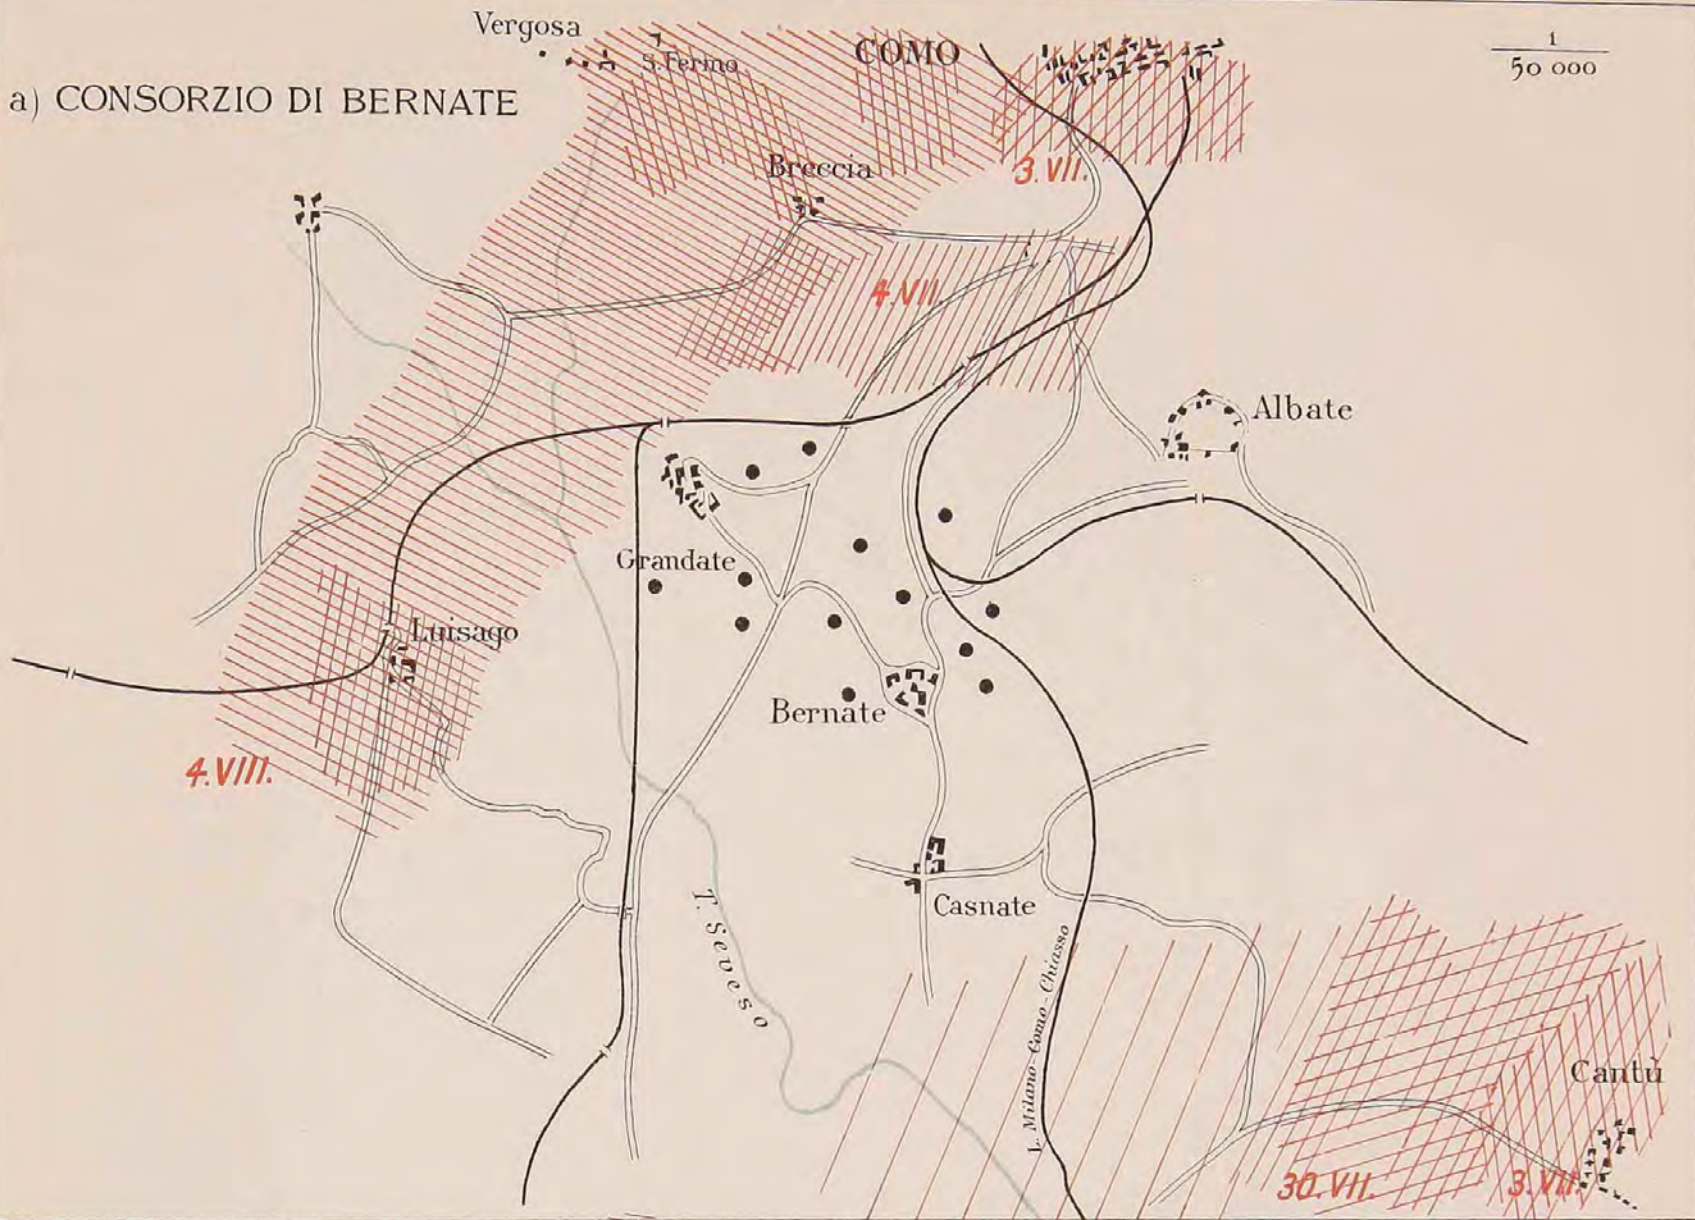 Vergosa
S. Fermo
COMO
1
50 000
a) CONSORZIO DI BERNATE
Breccia
3.VII.
4.VII.
Albate
Grandate
Luisago
Bernate
4.VIII.
Casnate
T. Seveso
L. Milano-Como-Chiasso
Cantù
30.VII.
3.VII.